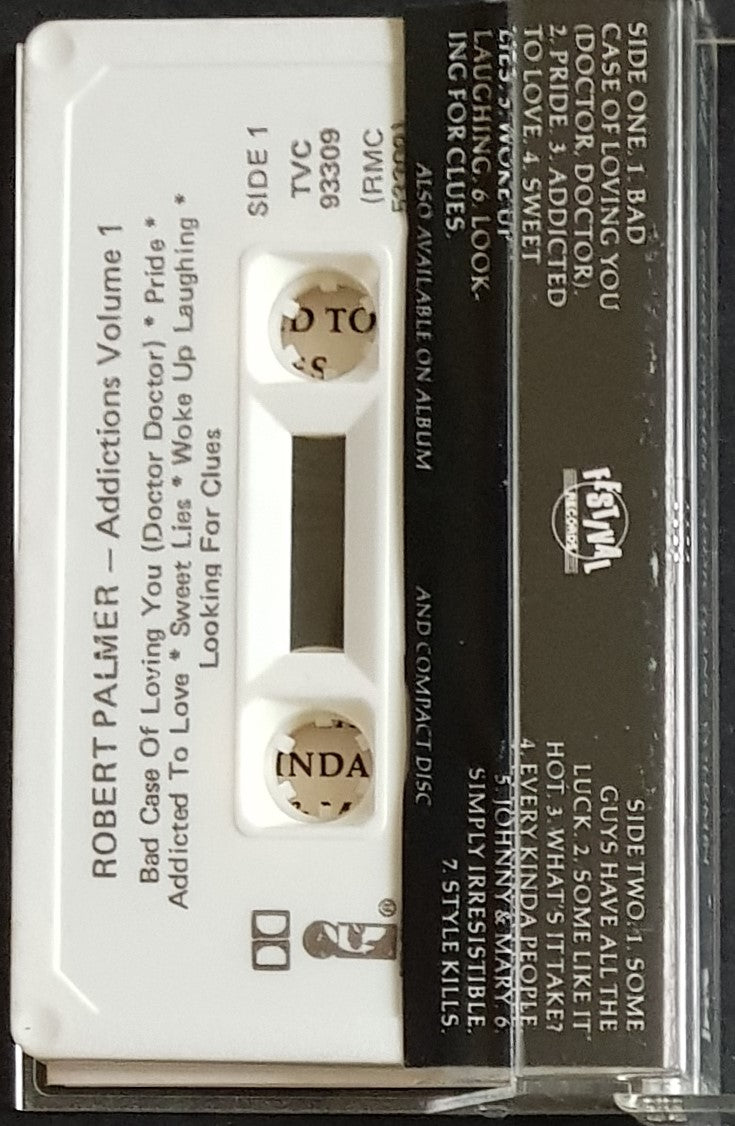 ROBERT PALMER – Addictions Volume 1
Bad Case Of Loving You (Doctor Doctor) * Pride *
Addicted To Love * Sweet Lies * Woke Up Laughing *
Looking For Clues
SIDE 1
TVC
93309
(RMC
53309)
D TO
INDA
®
SIDE ONE. 1. BAD
CASE OF LOVING YOU
(DOCTOR, DOCTOR).
2. PRIDE. 3. ADDICTED
TO LOVE. 4. SWEET
LIES. 5. WOKE UP
LAUGHING. 6. LOOK-
ING FOR CLUES.
FESTIVAL
RECORDS
SIDE TWO. 1. SOME
GUYS HAVE ALL THE
LUCK. 2. SOME LIKE IT
HOT. 3. WHAT'S IT TAKE?
4. EVERY KINDA PEOPLE.
5. JOHNNY & MARY. 6.
SIMPLY IRRESISTIBLE.
7. STYLE KILLS.
ALSO AVAILABLE ON ALBUM AND COMPACT DISC